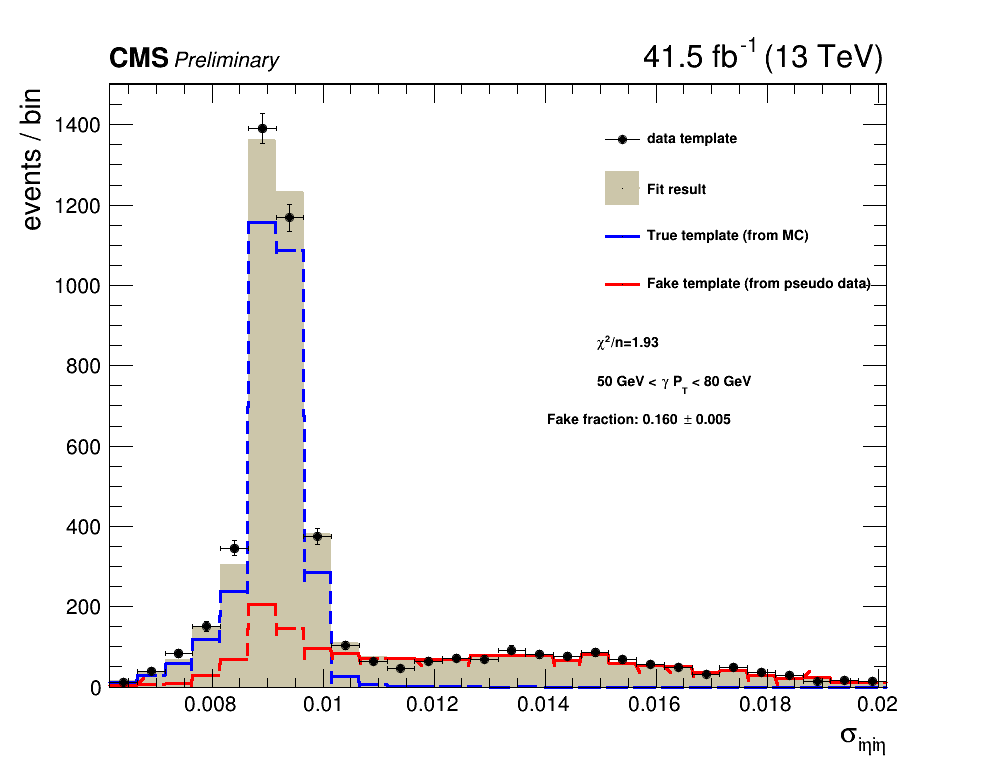 CMS Preliminary 41.5 fb⁻¹ (13 TeV)
events / bin
1400
1200
1000
800
600
400
200
0
data template
Fit result
True template (from MC)
Fake template (from pseudo data)
χ²/n=1.93
50 GeV < γ P_T < 80 GeV
Fake fraction: 0.160 ± 0.005
0.008 0.01 0.012 0.014 0.016 0.018 0.02
σ_iηiη